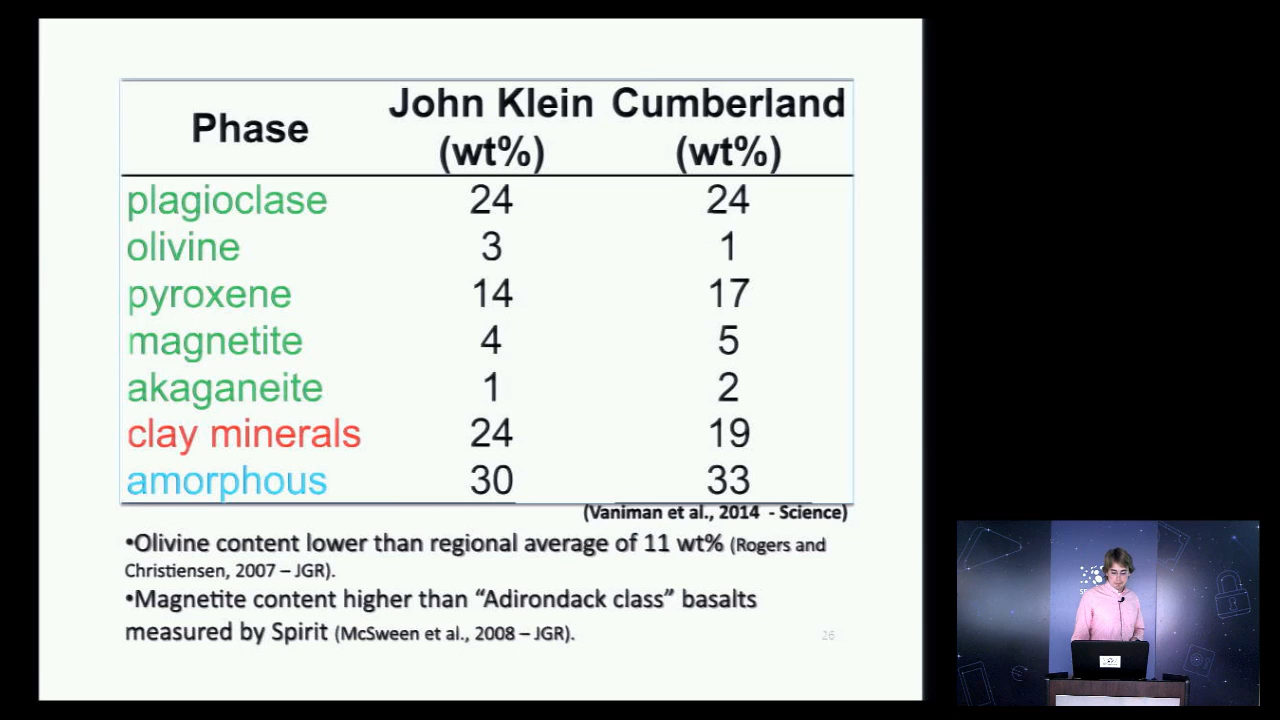 Phase John Klein (wt%) Cumberland (wt%)
plagioclase 24 24
olivine 3 1
pyroxene 14 17
magnetite 4 5
akaganeite 1 2
clay minerals 24 19
amorphous 30 33
(Vaniman et al., 2014 - Science)
•Olivine content lower than regional average of 11 wt% (Rogers and
Christiensen, 2007 – JGR).
•Magnetite content higher than “Adirondack class” basalts
measured by Spirit (McSween et al., 2008 – JGR).
26